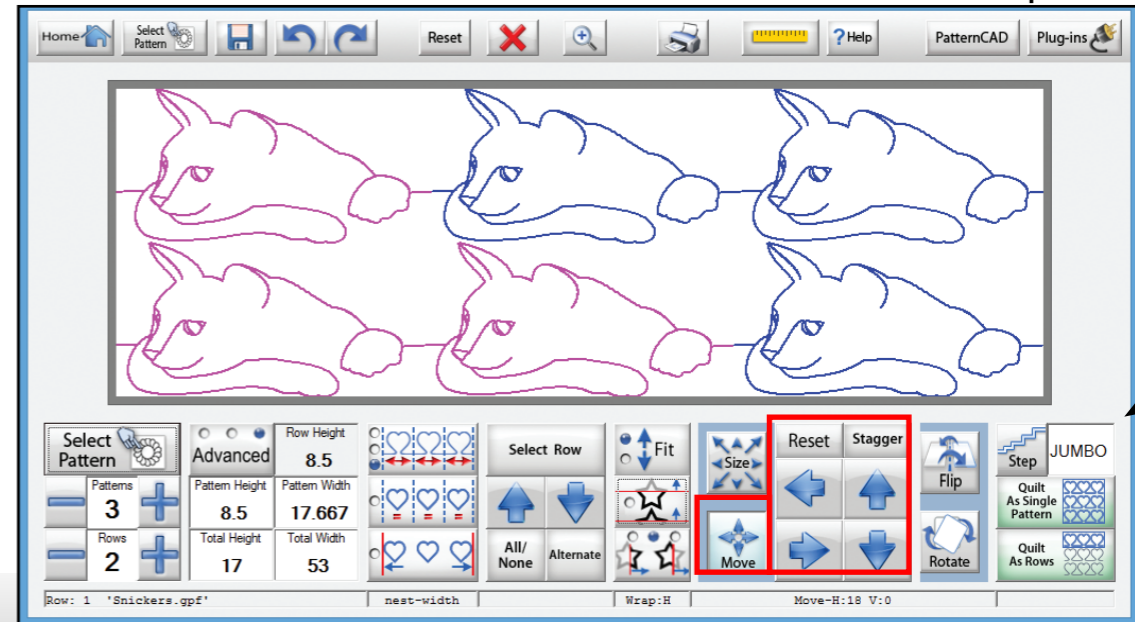 Home
Select
Pattern
Reset
? Help
PatternCAD
Plug-ins
Select
Pattern
Advanced
Row Height
8.5
Select Row
Fit
Size
Reset
Stagger
Flip
Step
JUMBO
Patterns
3
Pattern Height
8.5
Pattern Width
17.667
Quilt
As Single
Pattern
Rows
2
Total Height
17
Total Width
53
All/
None
Alternate
Move
Rotate
Quilt
As Rows
Row: 1 'Snickers.gpf'
nest-width
Wrap:H
Move-H:18 V:0